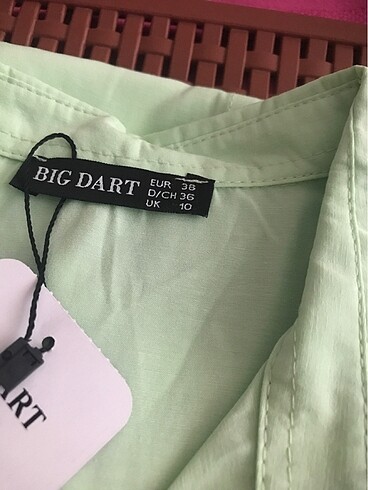 BIG DART
EUR 38
D/CH 36
UK 10
ART